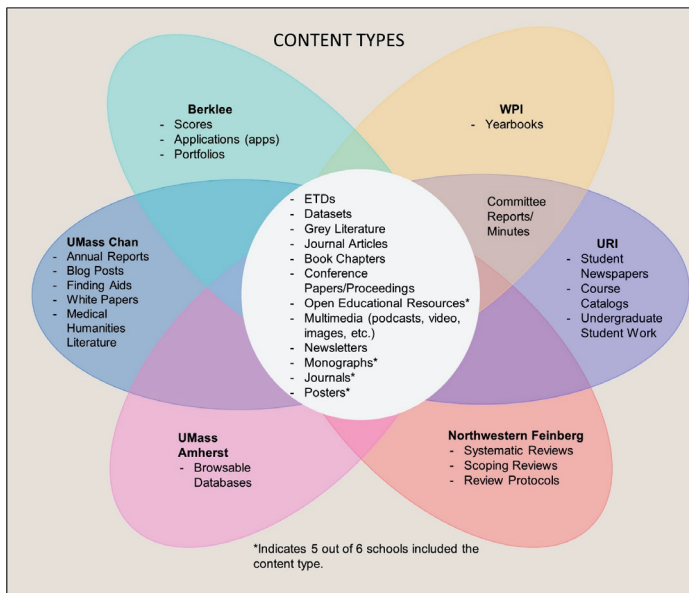 CONTENT TYPES
Berklee
- Scores
- Applications (apps)
- Portfolios
WPI
- Yearbooks
UMass Chan
- Annual Reports
- Blog Posts
- Finding Aids
- White Papers
- Medical
Humanities
Literature
- ETDs
- Datasets
- Grey Literature
- Journal Articles
- Book Chapters
- Conference
Papers/Proceedings
- Open Educational Resources*
- Multimedia (podcasts, video,
images, etc.)
- Newsletters
- Monographs*
- Journals*
- Posters*
Committee
Reports/
Minutes
URI
- Student
Newspapers
- Course
Catalogs
- Undergraduate
Student Work
UMass
Amherst
- Browsable
Databases
Northwestern Feinberg
- Systematic Reviews
- Scoping Reviews
- Review Protocols
*Indicates 5 out of 6 schools included the
content type.